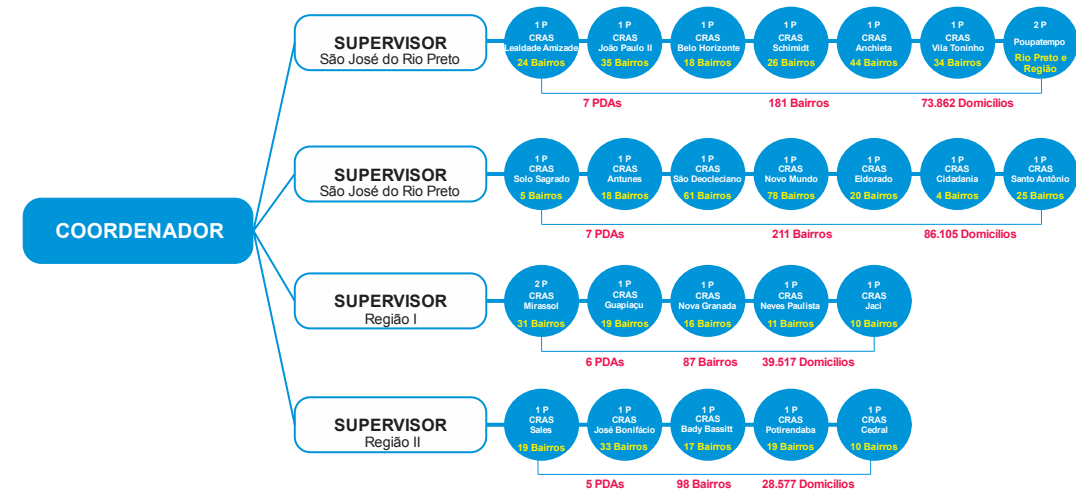 COORDENADOR
SUPERVISOR
São José do Rio Preto
1 P
CRAS
Lealdade Amizade
24 Bairros
1 P
CRAS
João Paulo II
35 Bairros
1 P
CRAS
Belo Horizonte
18 Bairros
1 P
CRAS
Schimidt
26 Bairros
1 P
CRAS
Anchieta
44 Bairros
1 P
CRAS
Vila Toninho
34 Bairros
2 P
Poupatempo
Rio Preto e
Região
7 PDAs 181 Bairros 73.862 Domicílios
SUPERVISOR
São José do Rio Preto
1 P
CRAS
Solo Sagrado
5 Bairros
1 P
CRAS
Antunes
18 Bairros
1 P
CRAS
São Deocleciano
61 Bairros
1 P
CRAS
Novo Mundo
78 Bairros
1 P
CRAS
Eldorado
20 Bairros
1 P
CRAS
Cidadania
4 Bairros
1 P
CRAS
Santo Antônio
25 Bairros
7 PDAs 211 Bairros 86.105 Domicílios
SUPERVISOR
Região I
2 P
CRAS
Mirassol
31 Bairros
1 P
CRAS
Guapiaçu
19 Bairros
1 P
CRAS
Nova Granada
16 Bairros
1 P
CRAS
Neves Paulista
11 Bairros
1 P
CRAS
Jaci
10 Bairros
6 PDAs 87 Bairros 39.517 Domicílios
SUPERVISOR
Região II
1 P
CRAS
Sales
19 Bairros
1 P
CRAS
José Bonifácio
33 Bairros
1 P
CRAS
Bady Bassitt
17 Bairros
1 P
CRAS
Potirendaba
19 Bairros
1 P
CRAS
Cedral
10 Bairros
5 PDAs 98 Bairros 28.577 Domicílios